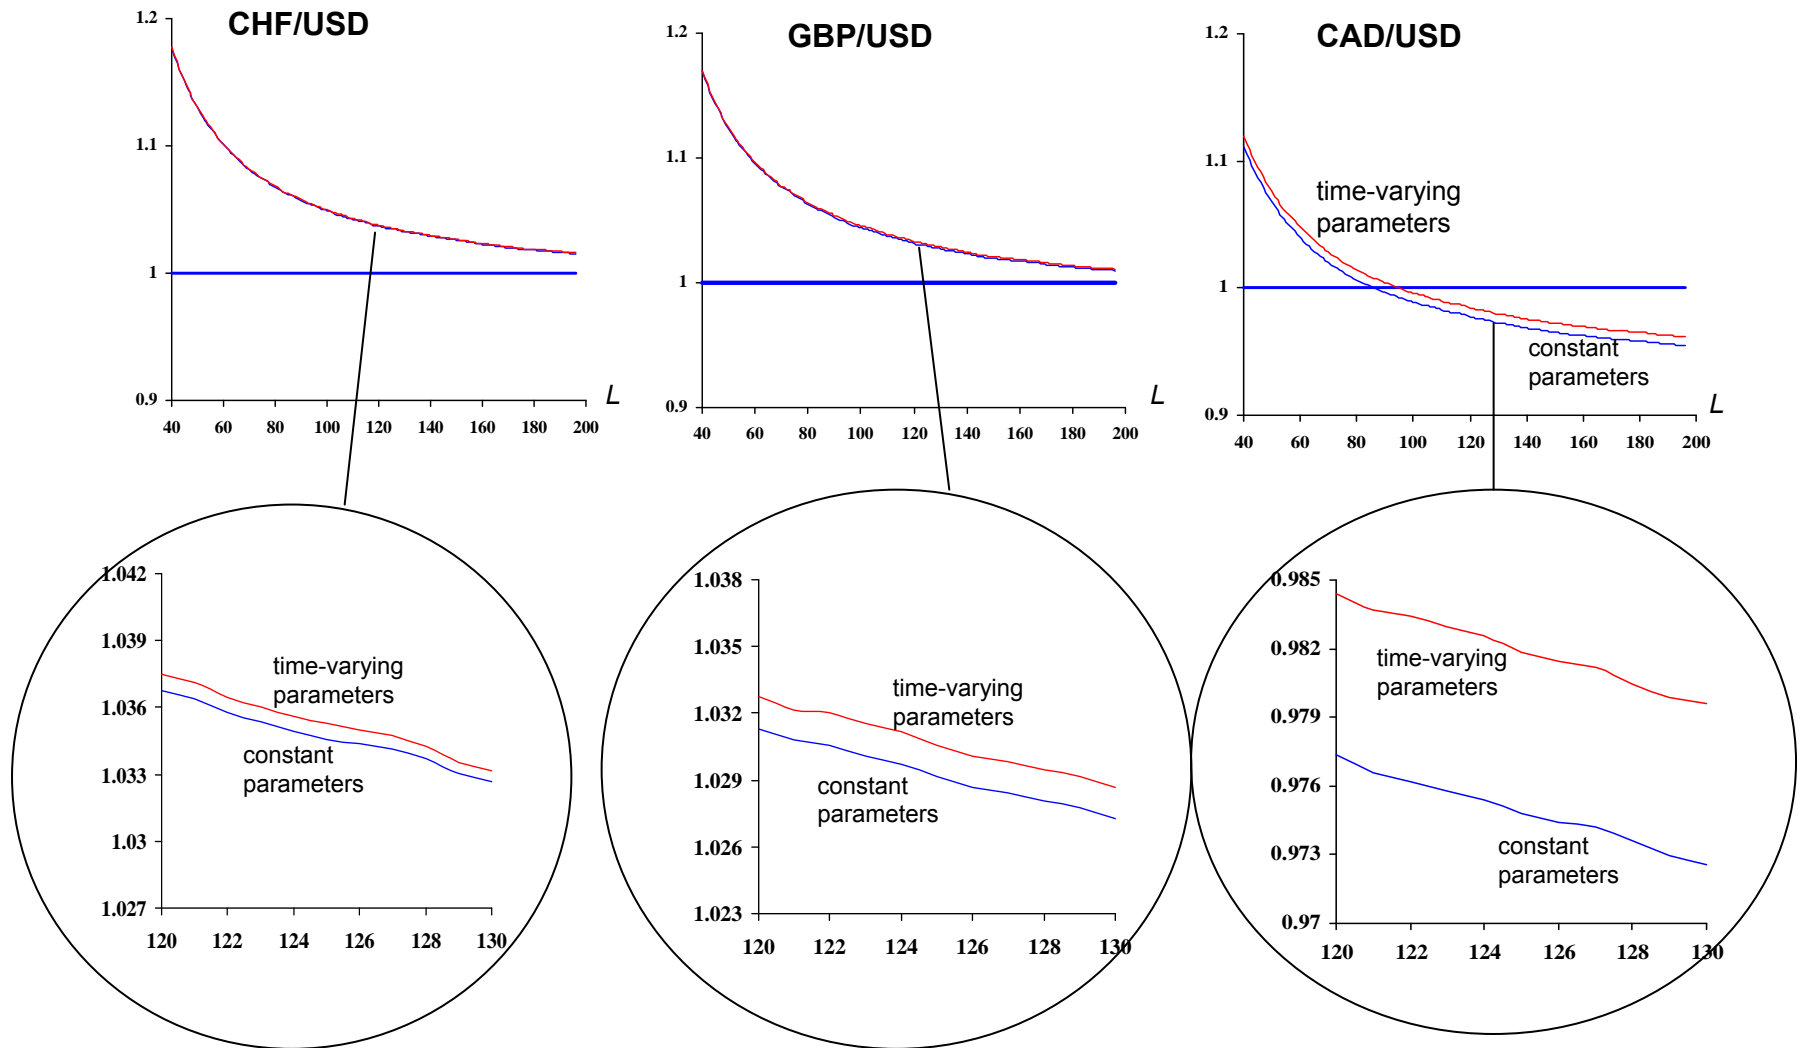 CHF/USD
1.2
1.1
1
0.9
40 60 80 100 120 140 160 180 200
L
GBP/USD
1.2
1.1
1
0.9
40 60 80 100 120 140 160 180 200
L
CAD/USD
1.2
1.1
1
0.9
time-varying
parameters
constant
parameters
40 60 80 100 120 140 160 180 200
L
1.042
1.039
1.036
1.033
1.03
1.027
time-varying
parameters
constant
parameters
120 122 124 126 128 130
1.038
1.035
1.032
1.029
1.026
1.023
time-varying
parameters
constant
parameters
120 122 124 126 128 130
0.985
0.982
0.979
0.976
0.973
0.97
time-varying
parameters
constant
parameters
120 122 124 126 128 130